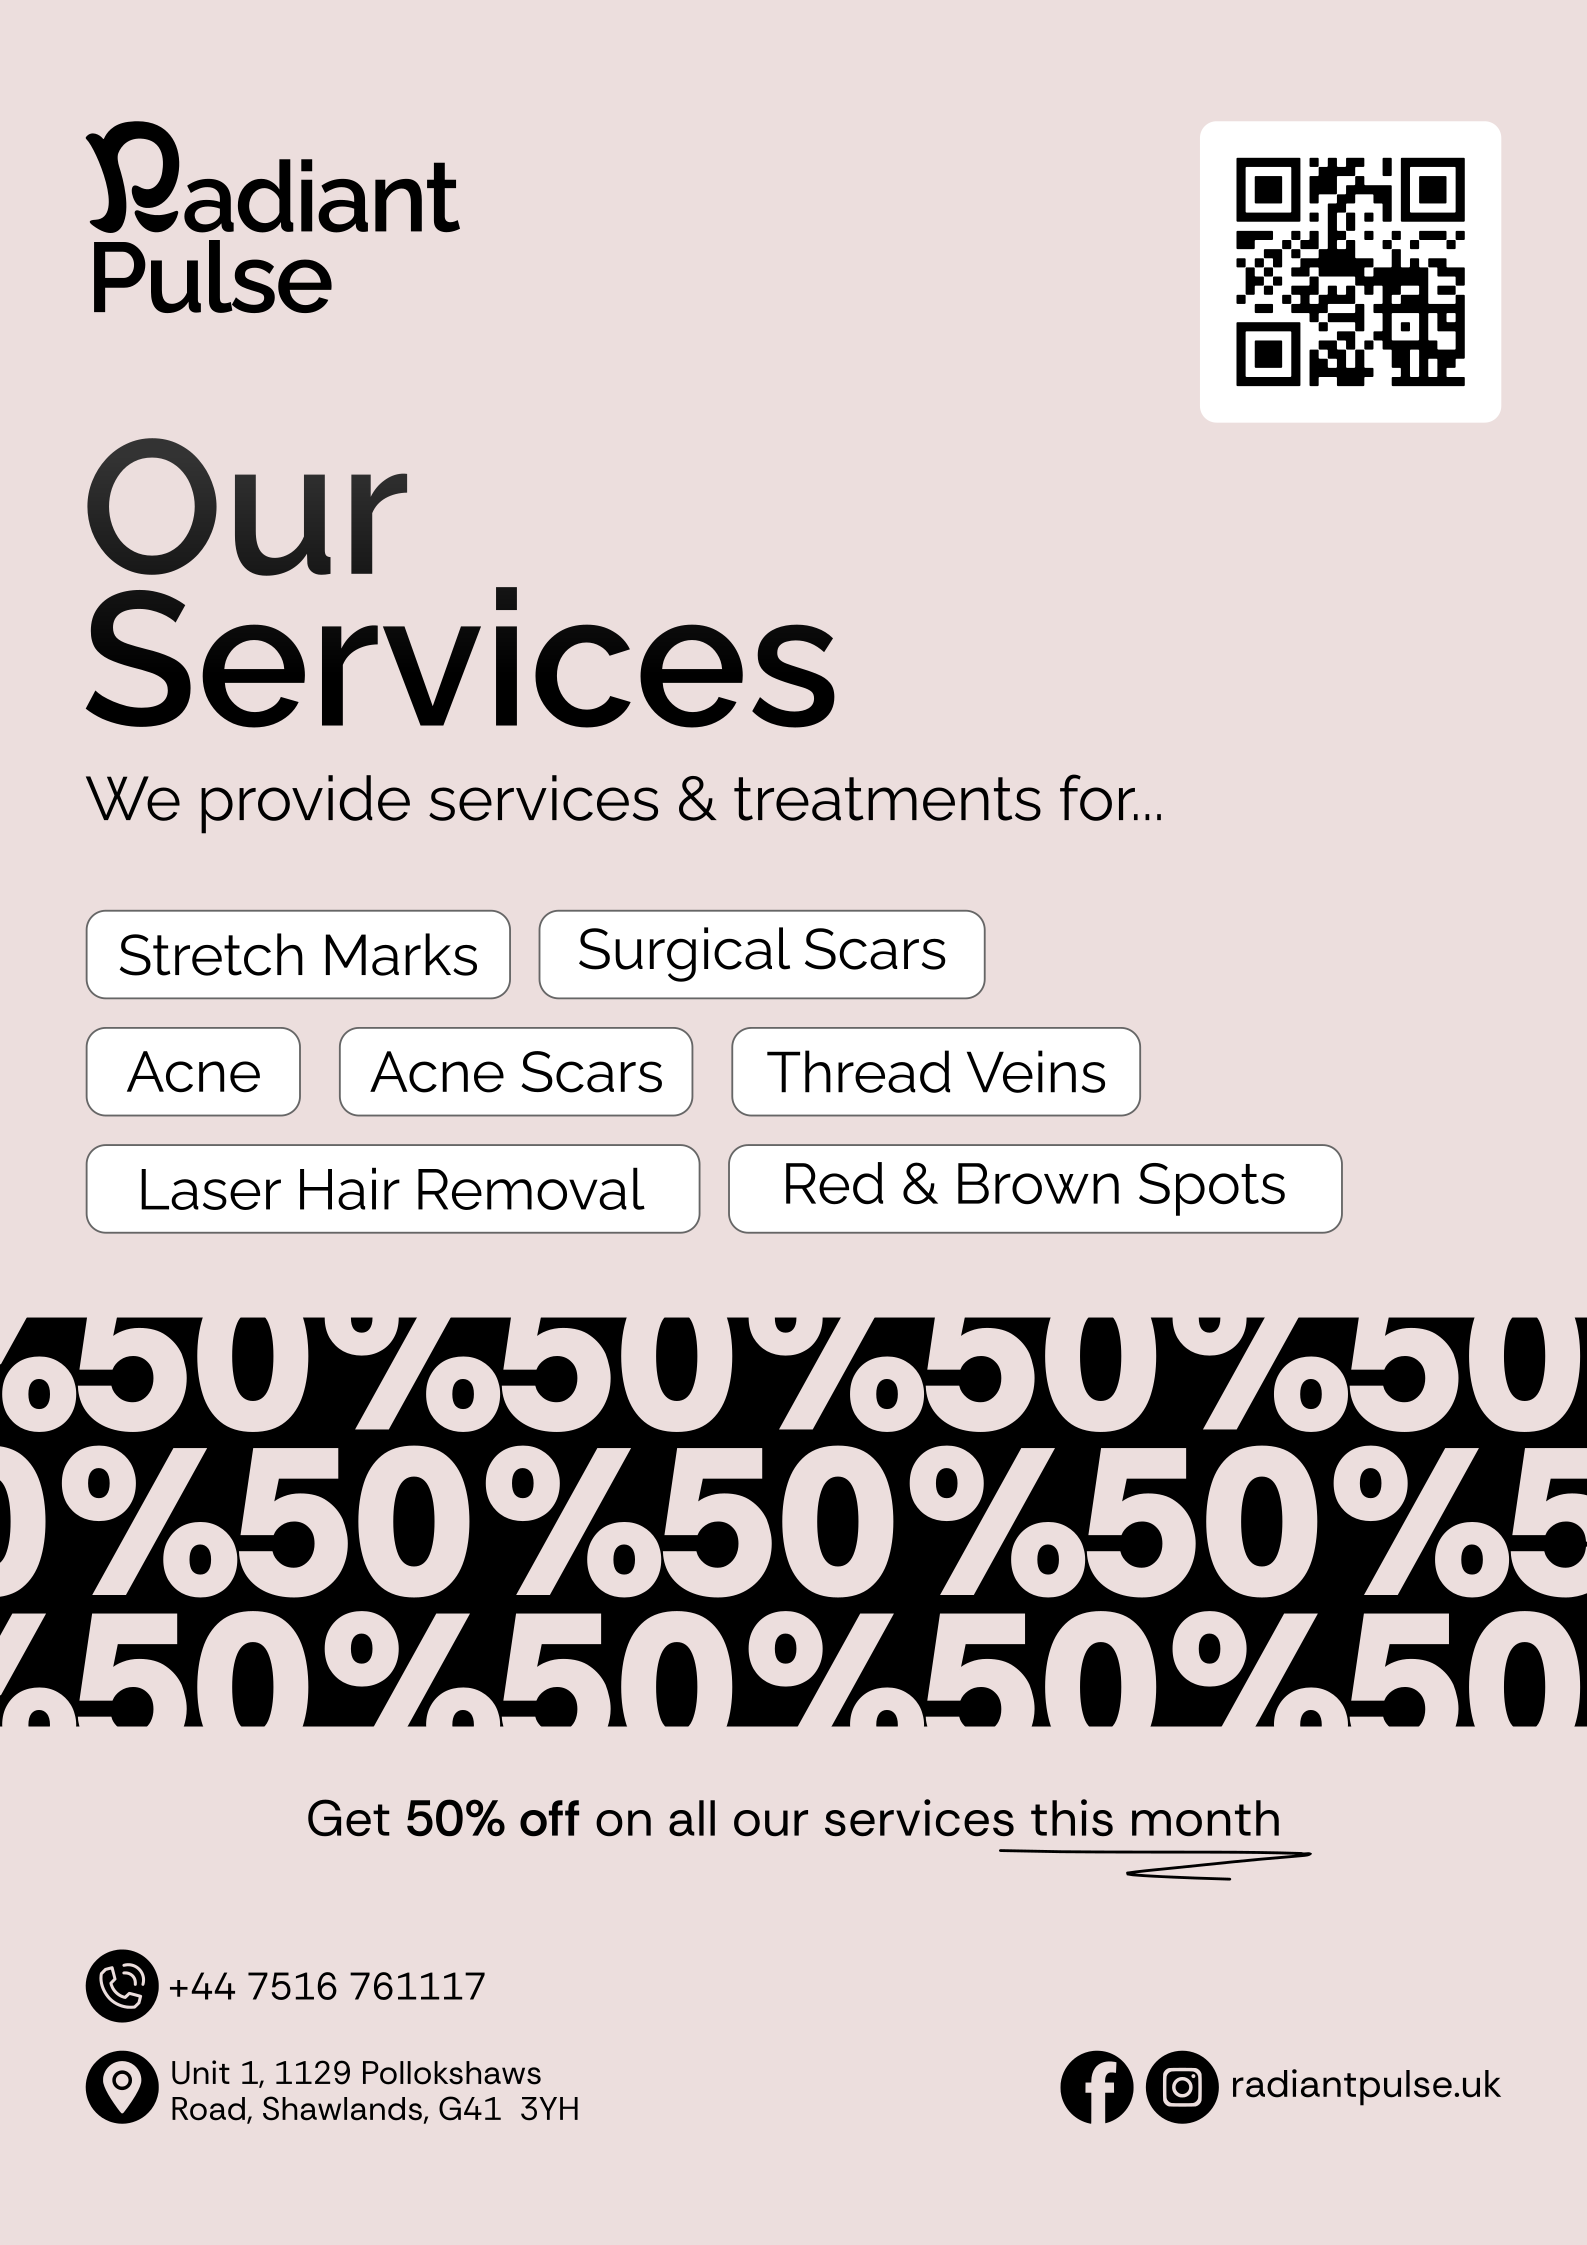 Radiant
Pulse
Our
Services
We provide services & treatments for...
Stretch Marks
Surgical Scars
Acne
Acne Scars
Thread Veins
Laser Hair Removal
Red & Brown Spots
%50%50%50%50
0%50%50%50%5
%50%50%50%50
Get 50% off on all our services this month
+44 7516 761117
Unit 1, 1129 Pollokshaws
Road, Shawlands, G41  3YH
radiantpulse.uk